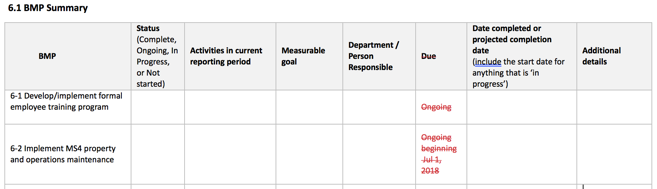 6.1 BMP Summary
BMP
Status
(Complete,
Ongoing, In
Progress,
or Not
started)
Activities in current
reporting period
Measurable
goal
Department /
Person
Responsible
Due
Date completed or
projected completion
date
(include the start date for
anything that is ‘in
progress’)
Additional
details
6-1 Develop/implement formal
employee training program
Ongoing
6-2 Implement MS4 property
and operations maintenance
Ongoing
beginning
Jul 1,
2018